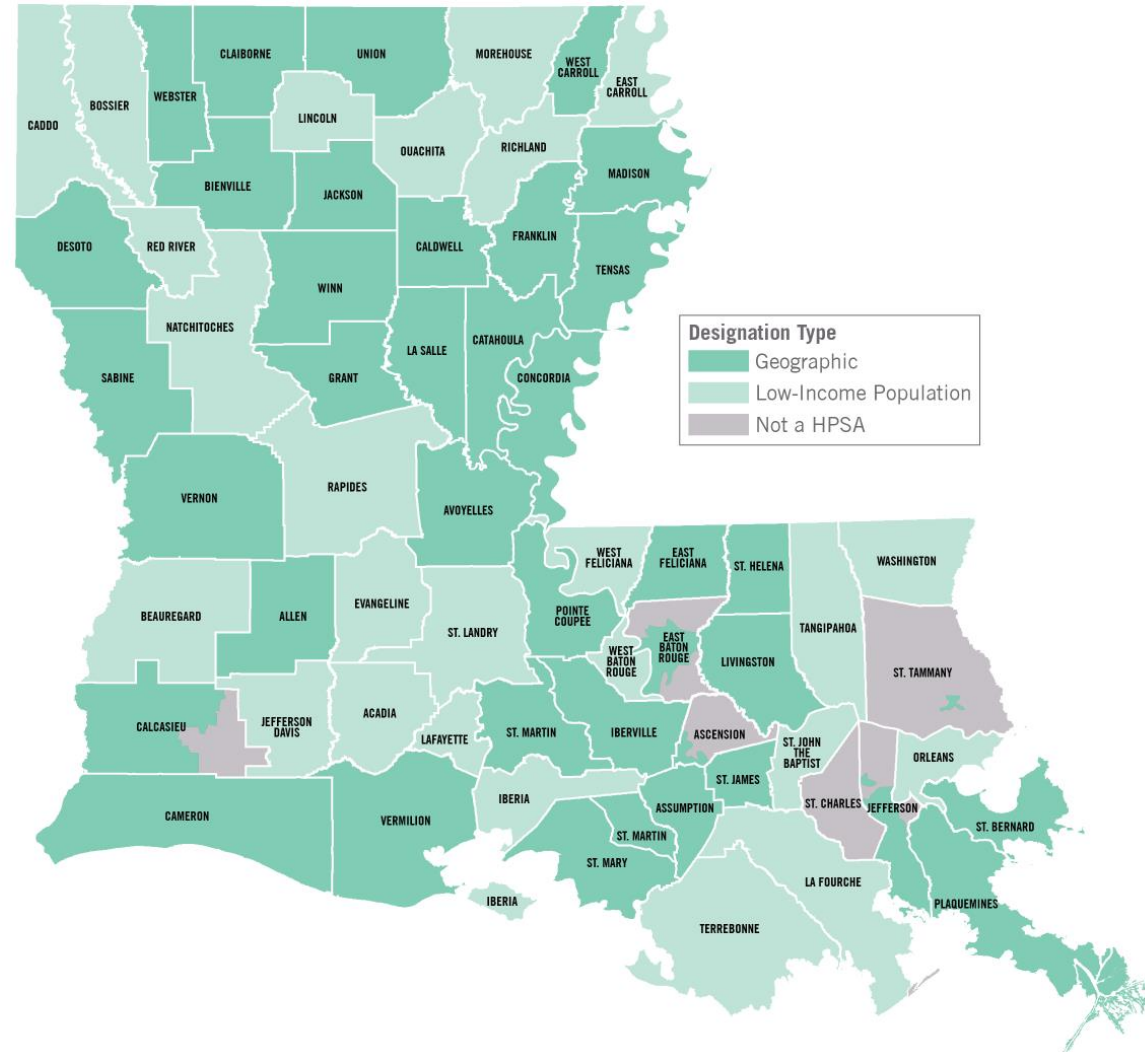 CLAIBORNE
UNION
MOREHOUSE
WEST
CARROLL
EAST
CARROLL
WEBSTER
BOSSIER
CADDO
LINCOLN
OUACHITA
RICHLAND
MADISON
BIENVILLE
JACKSON
DESOTO
RED RIVER
CALDWELL
FRANKLIN
TENSAS
WINN
NATCHITOCHES
LA SALLE
CATAHOULA
CONCORDIA
SABINE
GRANT
Designation Type
Geographic
Low-Income Population
Not a HPSA
VERNON
RAPIDES
AVOYELLES
WEST
FELICIANA
EAST
FELICIANA
ST. HELENA
WASHINGTON
BEAUREGARD
ALLEN
EVANGELINE
ST. LANDRY
POINTE
COUPEE
TANGIPAHOA
WEST
BATON
ROUGE
EAST
BATON
ROUGE
LIVINGSTON
ST. TAMMANY
CALCASIEU
JEFFERSON
DAVIS
ACADIA
LAFAYETTE
ST. MARTIN
IBERVILLE
ASCENSION
ST. JOHN
THE
BAPTIST
ORLEANS
ST. JAMES
IBERIA
ASSUMPTION
ST. CHARLES
JEFFERSON
ST. BERNARD
CAMERON
VERMILION
ST. MARTIN
ST. MARY
LA FOURCHE
IBERIA
PLAQUEMINES
TERREBONNE